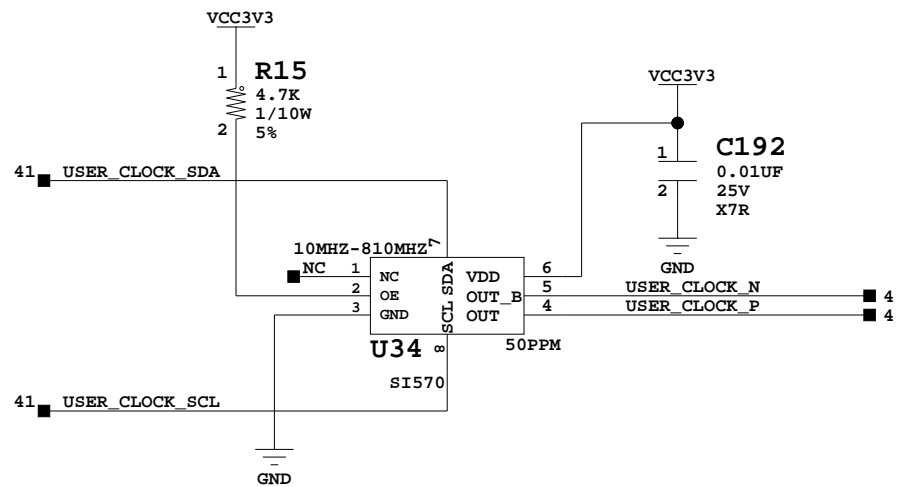 VCC3V3
1
R15
4.7K
1/10W
2
5%
VCC3V3
1
C192
0.01UF
2
25V
X7R
GND
41
USER_CLOCK_SDA
10MHZ-810MHZ
7
NC
1
NC
SDA
VDD
6
2
OE
OUT_B
5
USER_CLOCK_N
4
3
GND
SCL
OUT
4
USER_CLOCK_P
4
U34
8
50PPM
SI570
41
USER_CLOCK_SCL
GND